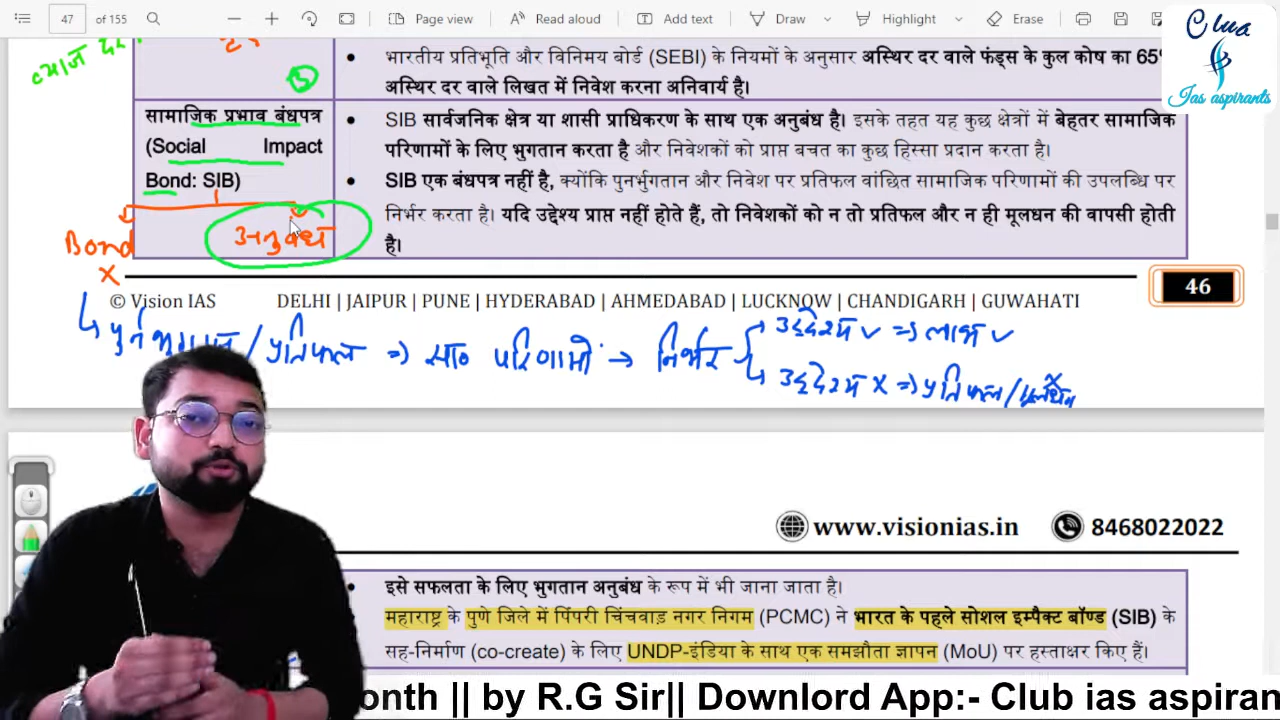 47 of 155
Page view
Read aloud
Add text
Draw
Highlight
Erase
Club
Ias aspirants
ब्याज दर
भारतीय प्रतिभूति और विनिमय बोर्ड (SEBI) के नियमों के अनुसार अस्थिर दर वाले फंड्स के कुल कोष का 65%
अस्थिर दर वाले लिखत में निवेश करना अनिवार्य है।
सामाजिक प्रभाव बंधपत्र
(Social Impact
Bond: SIB)
SIB सार्वजनिक क्षेत्र या शासी प्राधिकरण के साथ एक अनुबंध है। इसके तहत यह कुछ क्षेत्रों में बेहतर सामाजिक
परिणामों के लिए भुगतान करता है और निवेशकों को प्राप्त बचत का कुछ हिस्सा प्रदान करता है।
SIB एक बंधपत्र नहीं है, क्योंकि पुनर्भुगतान और निवेश पर प्रतिफल वांछित सामाजिक परिणामों की उपलब्धि पर
निर्भर करता है। यदि उद्देश्य प्राप्त नहीं होते हैं, तो निवेशकों को न तो प्रतिफल और न ही मूलधन की वापसी होती
है।
Bond
X
अनुबंध
46
© Vision IAS DELHI | JAIPUR | PUNE | HYDERABAD | AHMEDABAD | LUCKNOW | CHANDIGARH | GUWAHATI
/ प्रतिफल => सा० परिणामों → निर्भर
उद्देश्य ✓ => लाभ ✓
उद्देश्य X => प्रतिफल / मूलधन X
www.visionias.in 8468022022
इसे सफलता के लिए भुगतान अनुबंध के रूप में भी जाना जाता है।
महाराष्ट्र के पुणे जिले में पिंपरी चिंचवाड़ नगर निगम (PCMC) ने भारत के पहले सोशल इम्पैक्ट बॉण्ड (SIB) के
सह-निर्माण (co-create) के लिए UNDP-इंडिया के साथ एक समझौता ज्ञापन (MoU) पर हस्ताक्षर किए हैं।
onth || by R.G Sir|| Downlord App:- Club ias aspiran